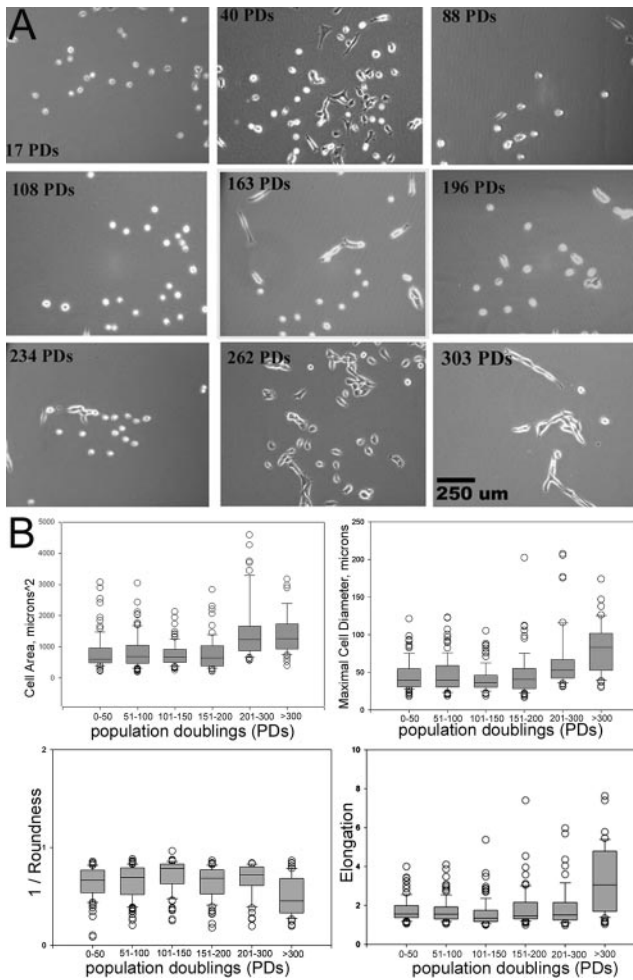 A
17 PDs
40 PDs
88 PDs
108 PDs
163 PDs
196 PDs
234 PDs
262 PDs
303 PDs
250 um
B
Cell Area, microns^2
5000
4000
3000
2000
1000
0
0-50 51-100 101-150 151-200 201-300 >300
population doublings (PDs)
Maximal Cell Diameter, microns
250
200
150
100
50
0
0-50 51-100 101-150 151-200 201-300 >300
population doublings (PDs)
1 / Roundness
2
1
0
0-50 51-100 101-150 151-200 201-300 >300
population doublings (PDs)
Elongation
10
8
6
4
2
0
0-50 51-100 101-150 151-200 201-300 >300
population doublings (PDs)